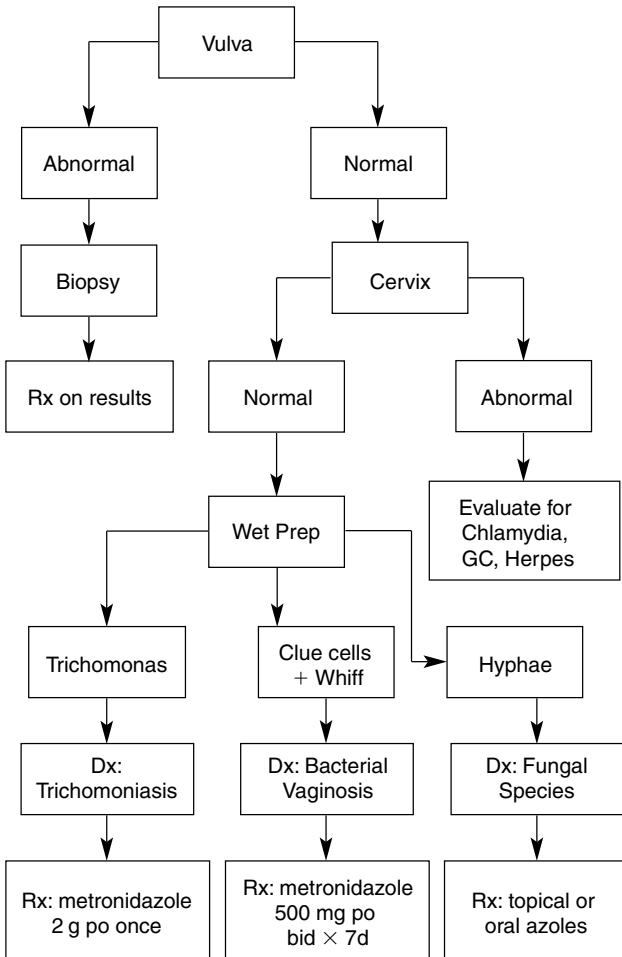 Vulva
Abnormal
Normal
Biopsy
Cervix
Rx on results
Normal
Abnormal
Wet Prep
Evaluate for
Chlamydia,
GC, Herpes
Trichomonas
Clue cells
+ Whiff
Hyphae
Dx:
Trichomoniasis
Dx: Bacterial
Vaginosis
Dx: Fungal
Species
Rx: metronidazole
2 g po once
Rx: metronidazole
500 mg po
bid × 7d
Rx: topical or
oral azoles